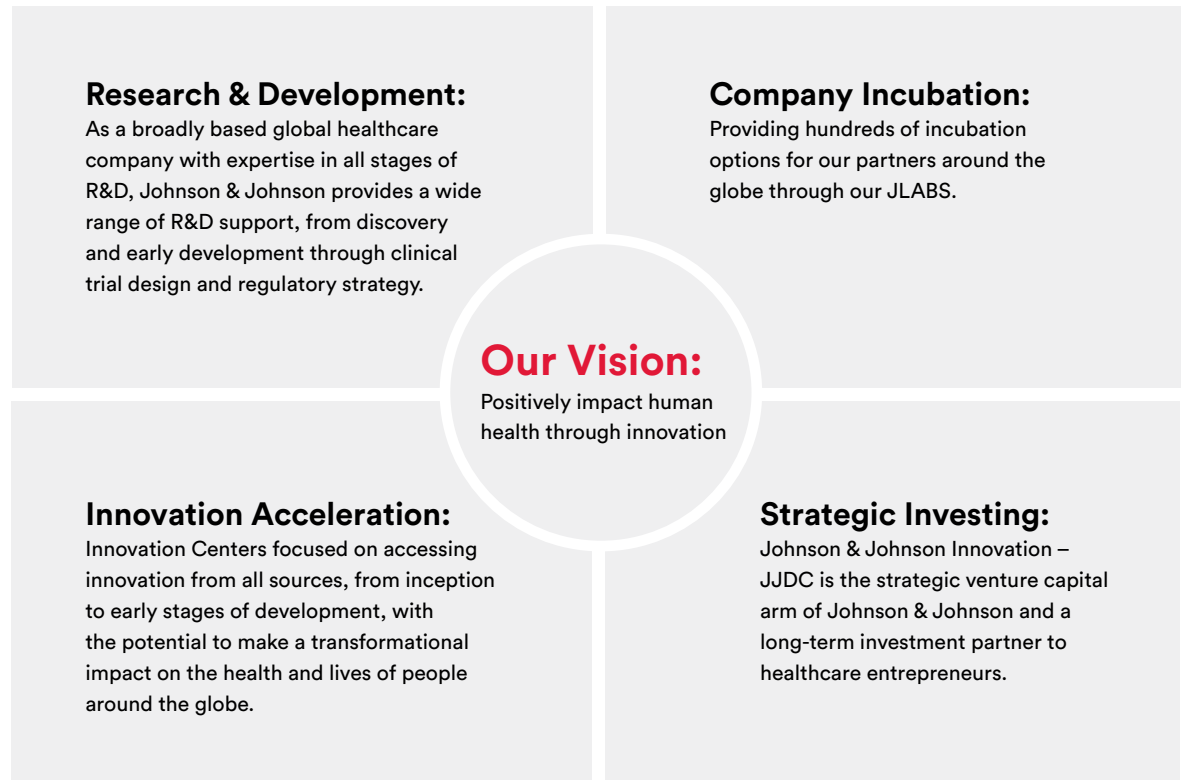 Research & Development:
As a broadly based global healthcare
company with expertise in all stages of
R&D, Johnson & Johnson provides a wide
range of R&D support, from discovery
and early development through clinical
trial design and regulatory strategy.
Company Incubation:
Providing hundreds of incubation
options for our partners around the
globe through our JLABS.
Our Vision:
Positively impact human
health through innovation
Innovation Acceleration:
Innovation Centers focused on accessing
innovation from all sources, from inception
to early stages of development, with
the potential to make a transformational
impact on the health and lives of people
around the globe.
Strategic Investing:
Johnson & Johnson Innovation –
JJDC is the strategic venture capital
arm of Johnson & Johnson and a
long-term investment partner to
healthcare entrepreneurs.